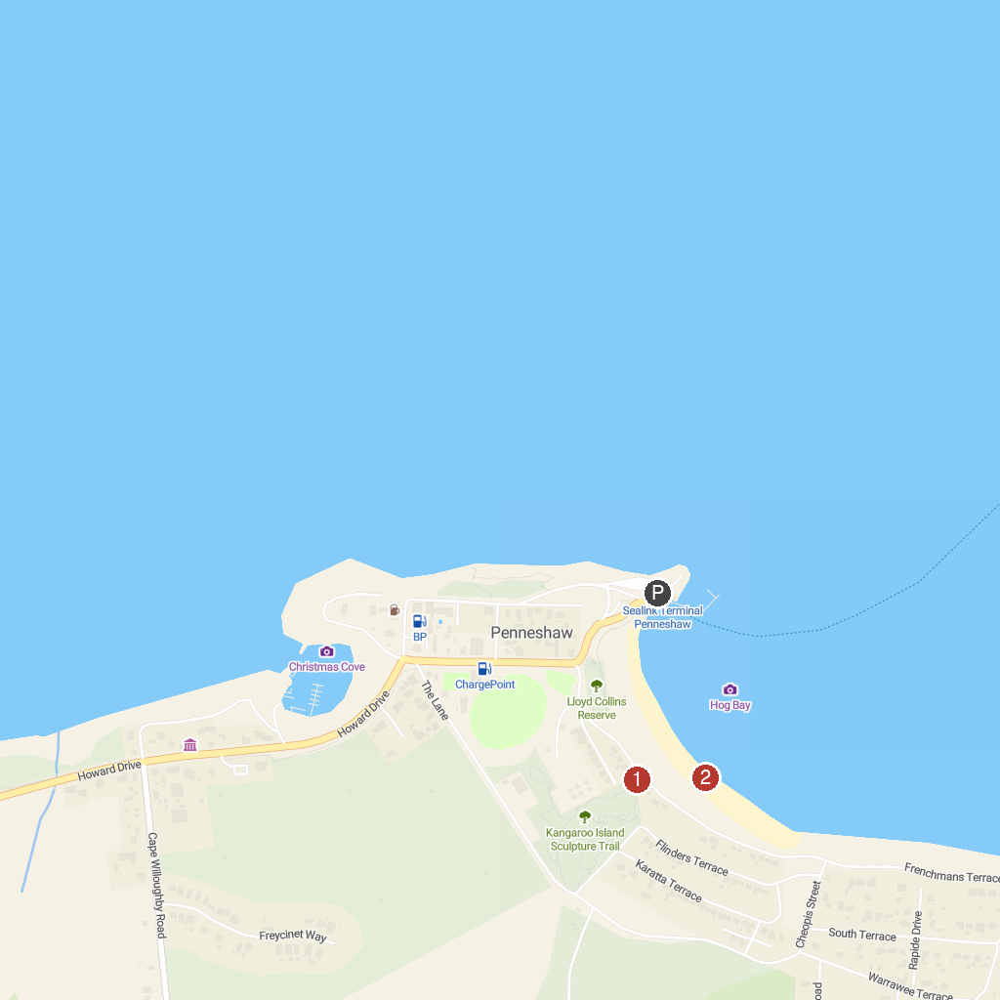 P
Sealink Terminal
Penneshaw
BP
Penneshaw
Christmas Cove
ChargePoint
The Lane
Howard Drive
Lloyd Collins
Reserve
Hog Bay
Howard Drive
1
2
Kangaroo Island
Sculpture Trail
Flinders Terrace
Karatta Terrace
Frenchmans Terrace
Cape Willoughby Road
Cheopis Street
Freycinet Way
South Terrace
Rapide Drive
Warrawee Terrace
oad